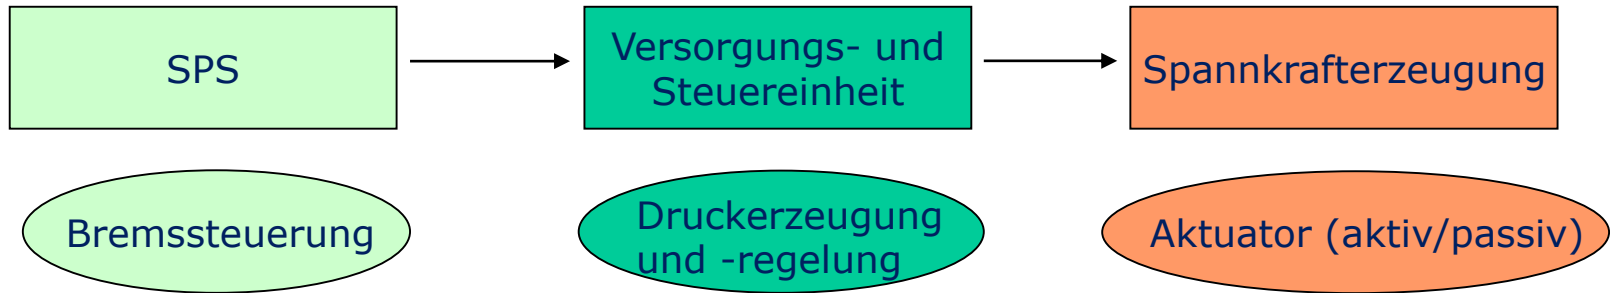 SPS
Versorgungs- und
Steuereinheit
Spannkrafterzeugung
Bremssteuerung
Druckerzeugung
und -regelung
Aktuator (aktiv/passiv)